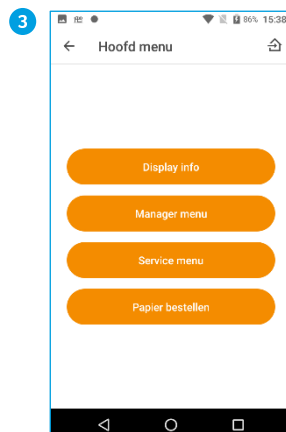 3
86% 15:38
Hoofd menu
Display info
Manager menu
Service menu
Papier bestellen